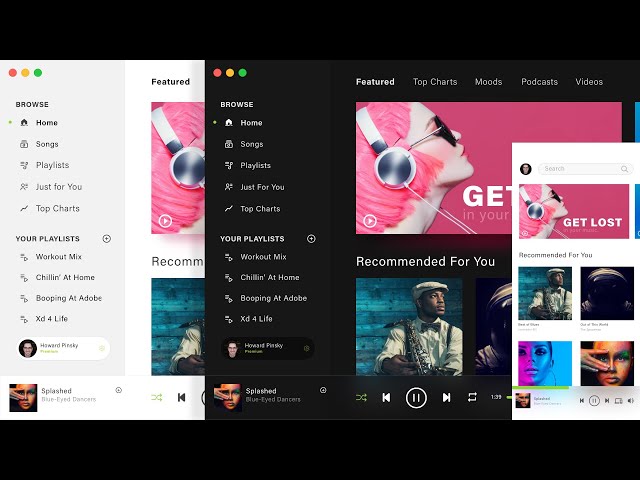 BROWSE
Home
Songs
Playlists
Just for You
Top Charts
YOUR PLAYLISTS
Workout Mix
Chillin' At Home
Booping At Adobe
Xd 4 Life
Howard Pinsky
Premium
Splashed
Blue-Eyed Dancers
Featured
Recommended
BROWSE
Home
Songs
Playlists
Just For You
Top Charts
YOUR PLAYLISTS
Workout Mix
Chillin' At Home
Booping At Adobe
Xd 4 Life
Howard Pinsky
Premium
Splashed
Blue-Eyed Dancers
Featured Top Charts Moods Podcasts Videos
GET
in your
Recommended For You
1:39
Search
GET LOST
in your music
Recommended For You
Best of Blues
Out of This World
Splashed